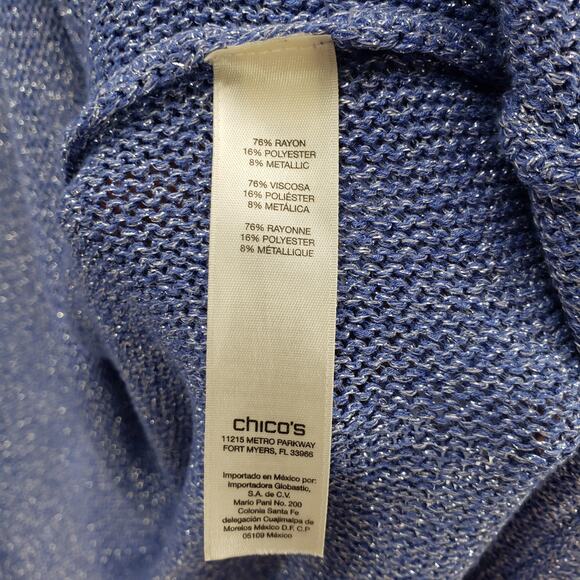 76% RAYON
16% POLYESTER
8% METALLIC
76% VISCOSA
16% POLIÉSTER
8% METÁLICA
76% RAYONNE
16% POLYESTER
8% MÉTALLIQUE
chico's
11215 METRO PARKWAY
FORT MYERS, FL 33966
Importado en México por:
Importadora Globastic,
S.A. de C.V.
Mario Pani No. 200
Colonia Santa Fe
delegación Cuajimalpa de
Morelos México D.F. C.P
05109 México